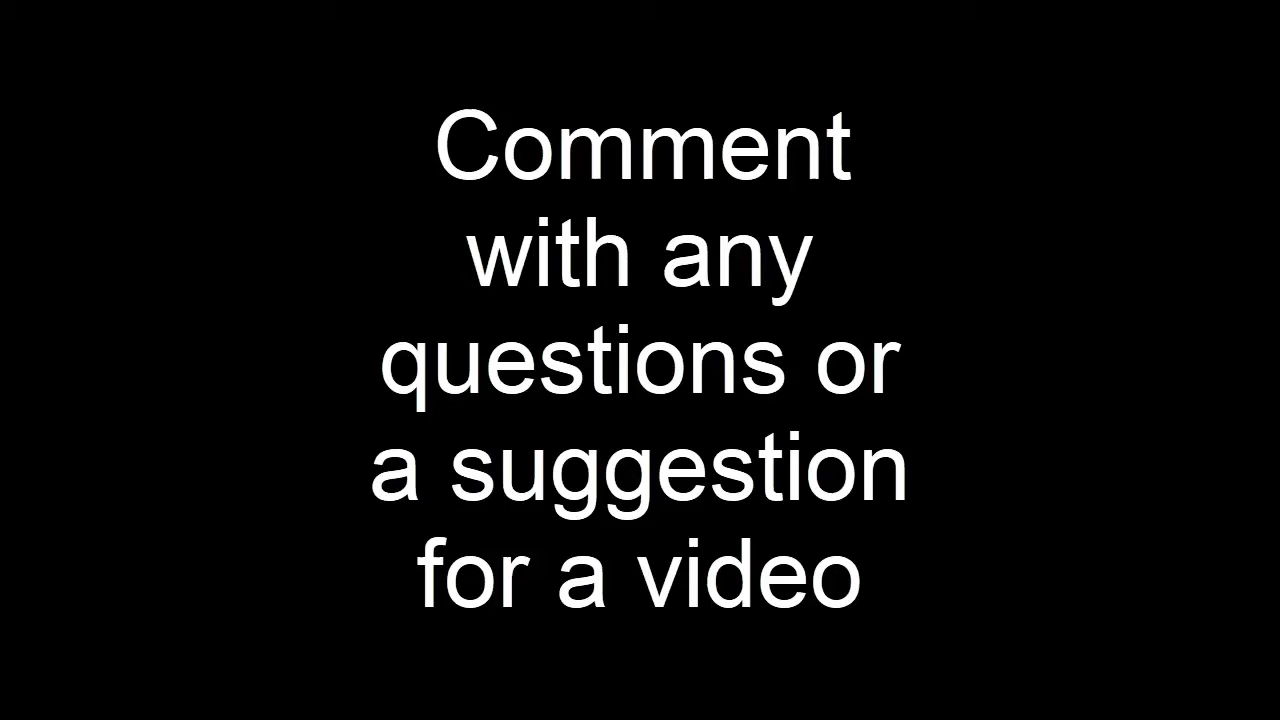 Comment
with any
questions or
a suggestion
for a video